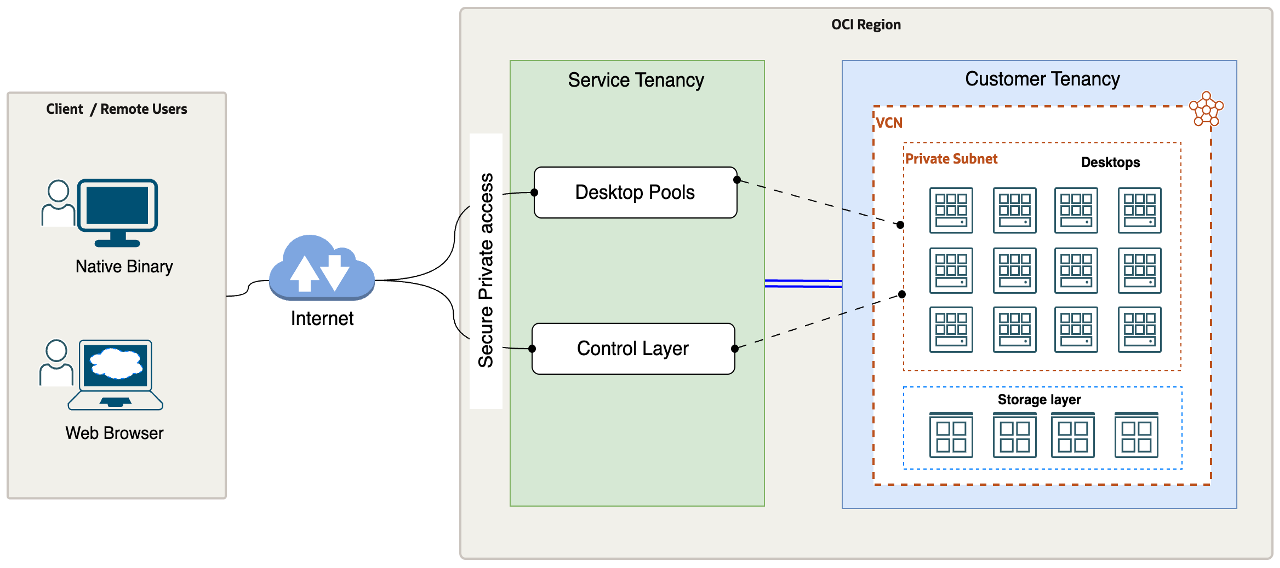 OCI Region
Client / Remote Users
Native Binary
Web Browser
Internet
Secure Private access
Service Tenancy
Desktop Pools
Control Layer
Customer Tenancy
VCN
Private Subnet
Desktops
Storage layer